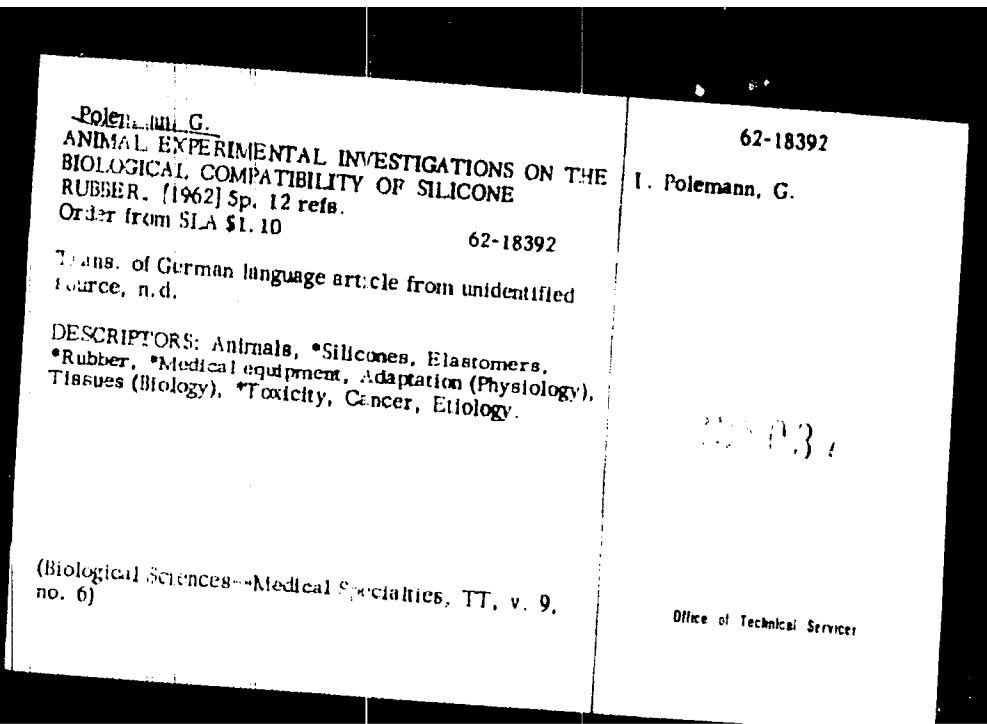 Polemann, G.
ANIMAL EXPERIMENTAL INVESTIGATIONS ON THE
BIOLOGICAL COMPATIBILITY OF SILICONE
RUBBER. [1962] 5p. 12 refs.
Order from SLA $1.10
62-18392
Trans. of German language article from unidentified
source, n.d.
DESCRIPTORS: Animals, *Silicones, Elastomers,
*Rubber, *Medical equipment, Adaptation (Physiology),
Tissues (Biology), *Toxicity, Cancer, Etiology.
(Biological Sciences--Medical Specialties, TT, v. 9,
no. 6)
62-18392
1. Polemann, G.
Office of Technical Services